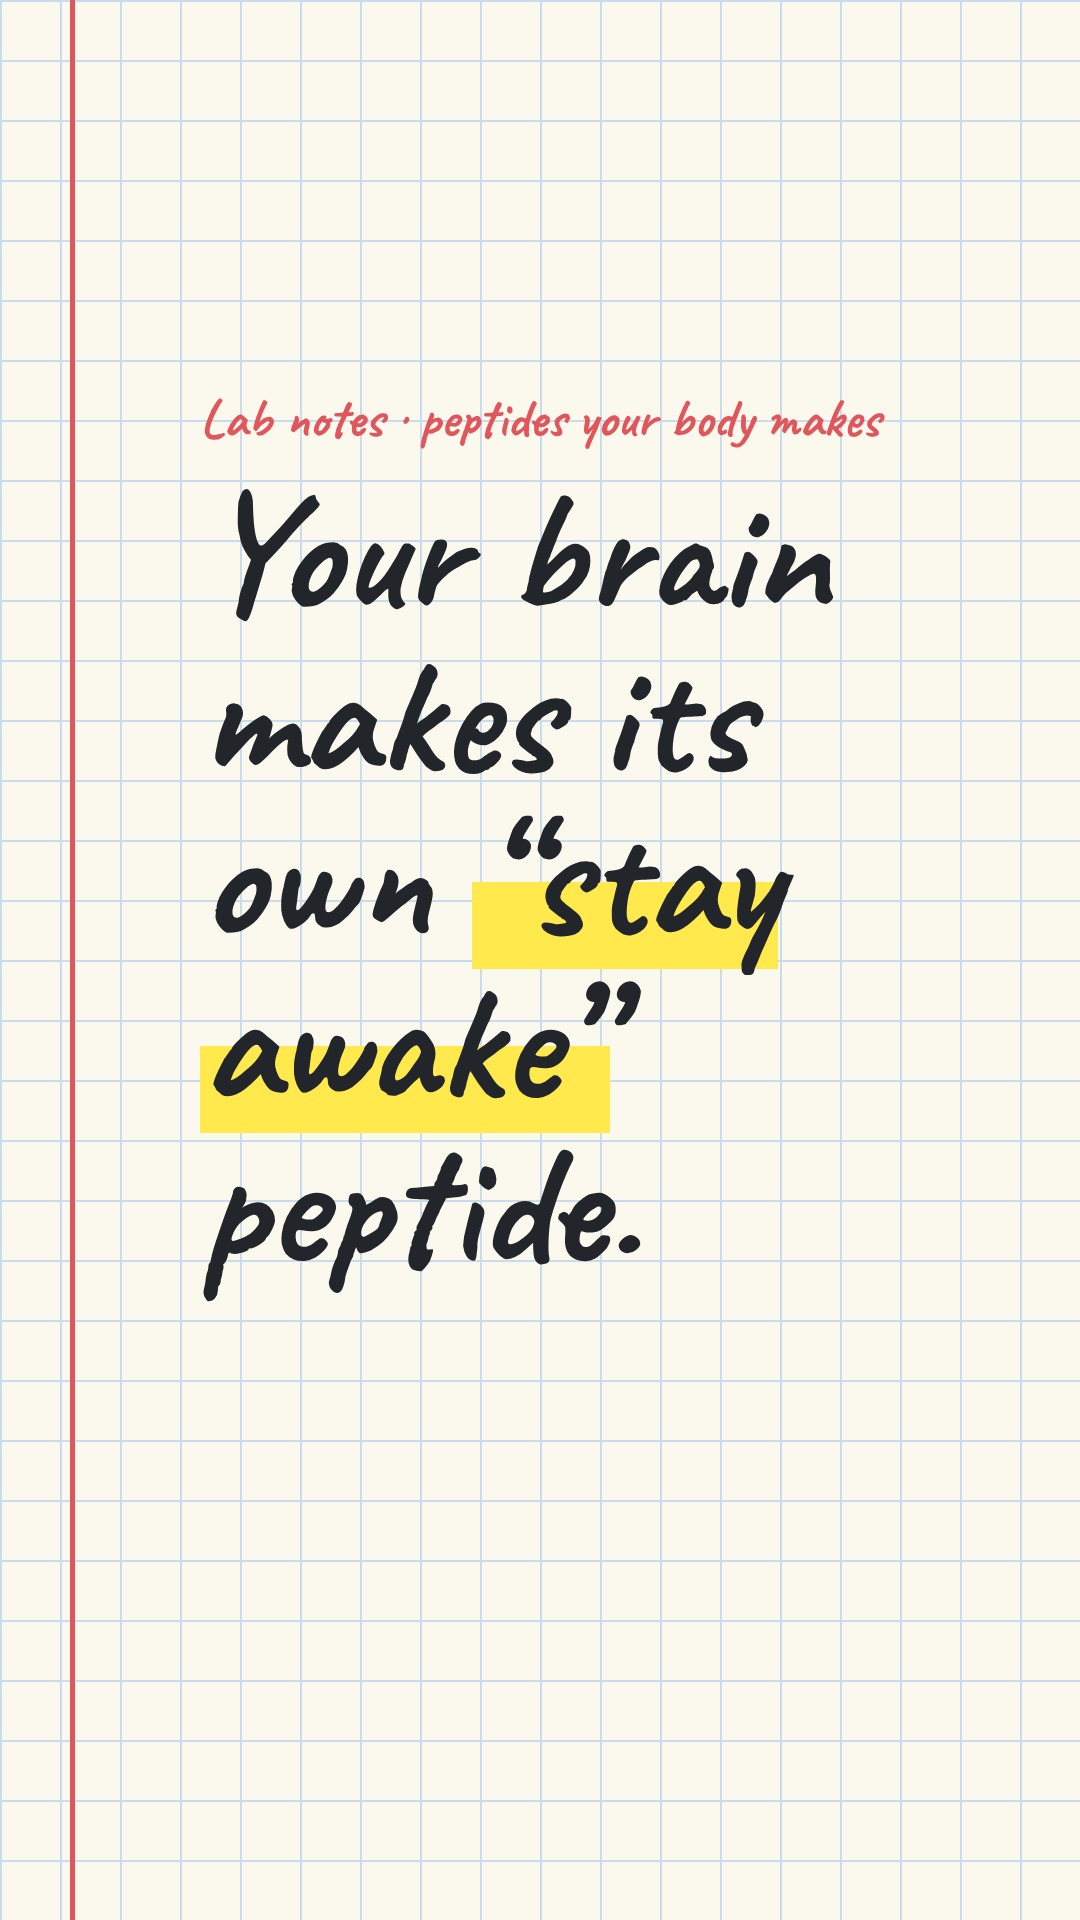 Lab notes · peptides your body makes
Your brain
makes its
own “stay
awake”
peptide.